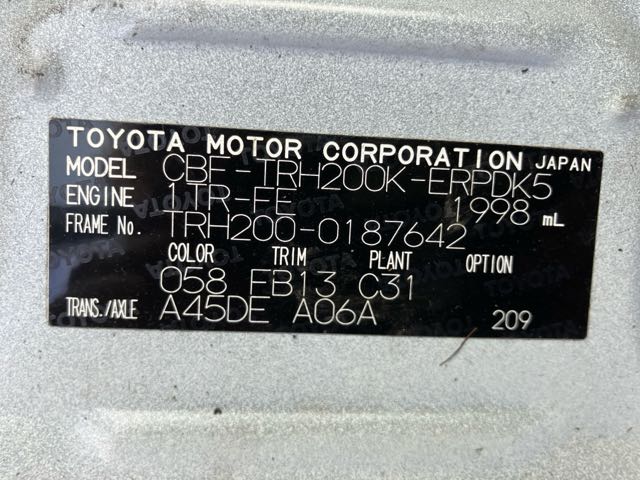 TOYOTA MOTOR CORPORATION JAPAN
MODEL CBF-TRH200K-ERPDK5
ENGINE 1TR-FE 1998 mL
FRAME No. TRH200-0187642
COLOR TRIM PLANT OPTION
058 FB13 C31
TRANS./AXLE A45DE A06A 209